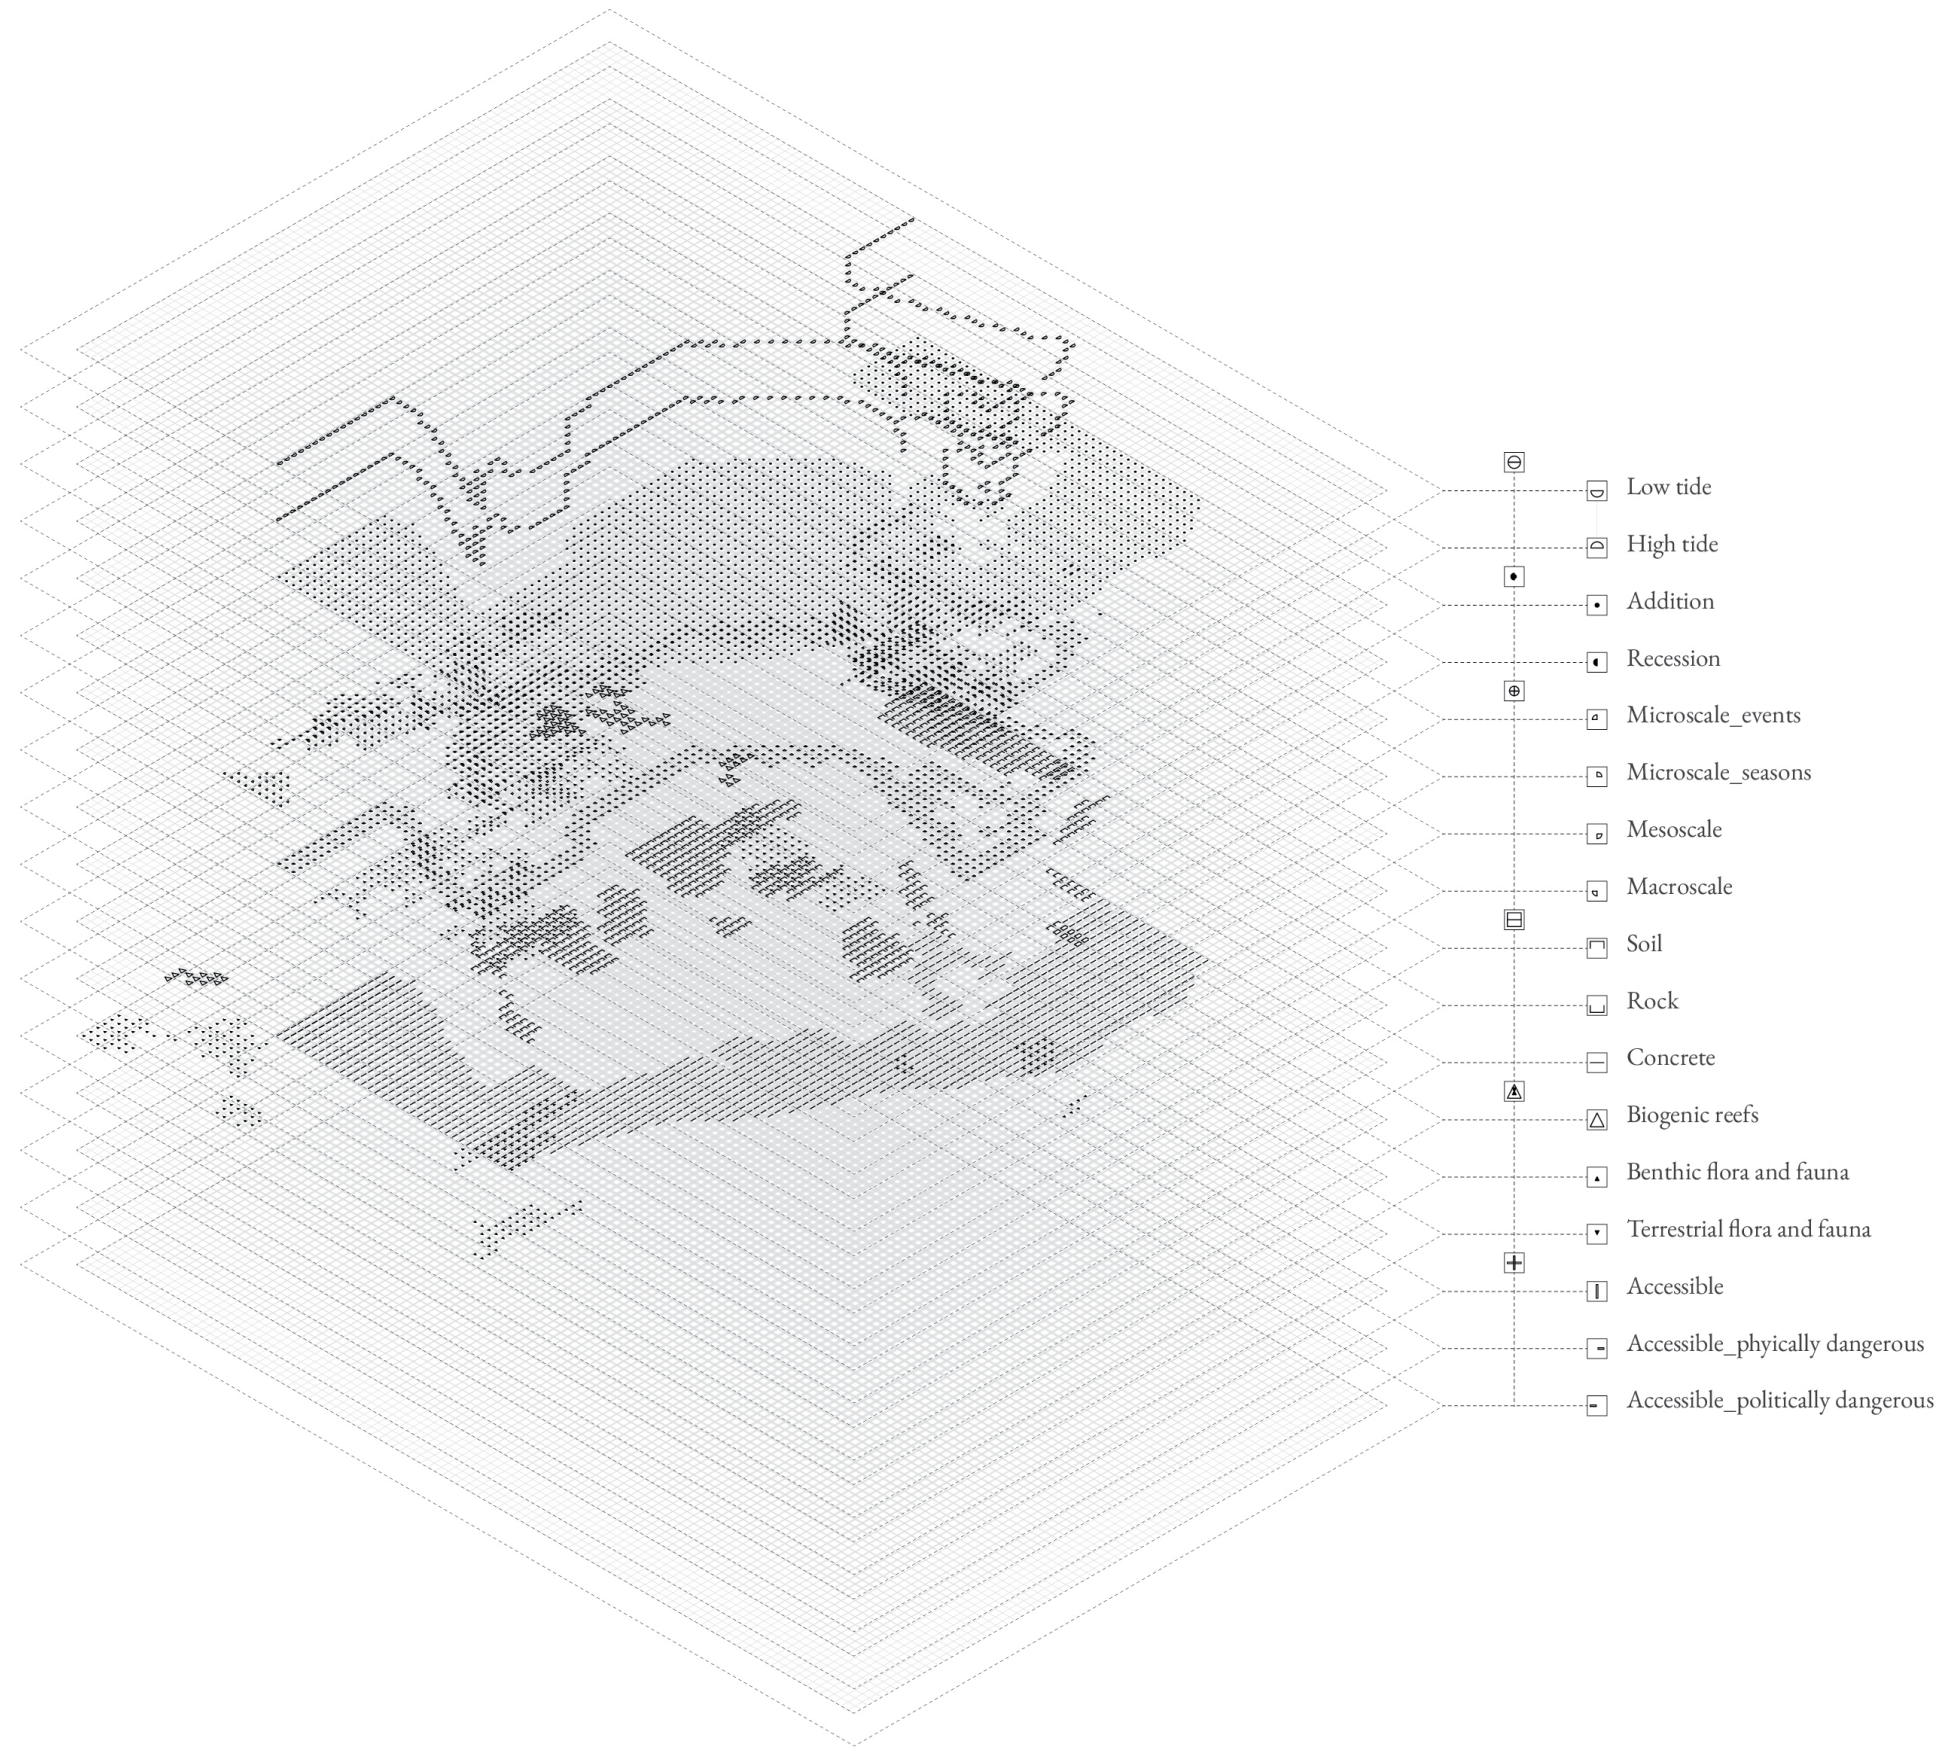 Low tide
High tide
Addition
Recession
Microscale_events
Microscale_seasons
Mesoscale
Macroscale
Soil
Rock
Concrete
Biogenic reefs
Benthic flora and fauna
Terrestrial flora and fauna
Accessible
Accessible_phyically dangerous
Accessible_politically dangerous